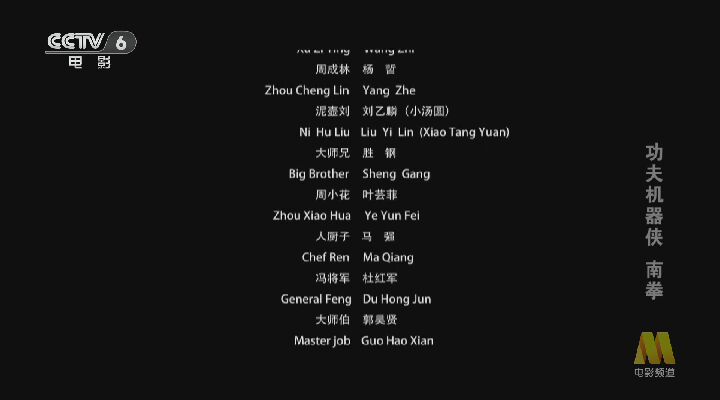 CCTV 6
电影
Xu Zi Ying Wang Zhi
周成林 杨 哲
Zhou Cheng Lin Yang Zhe
泥壶刘 刘乙麟（小汤圆）
Ni Hu Liu Liu Yi Lin (Xiao Tang Yuan)
大师兄 胜 钢
Big Brother Sheng Gang
周小花 叶芸菲
Zhou Xiao Hua Ye Yun Fei
人厨子 马 强
Chef Ren Ma Qiang
冯将军 杜红军
General Feng Du Hong Jun
大师伯 郭昊贤
Master job Guo Hao Xian
功夫机器侠 南拳
电影频道